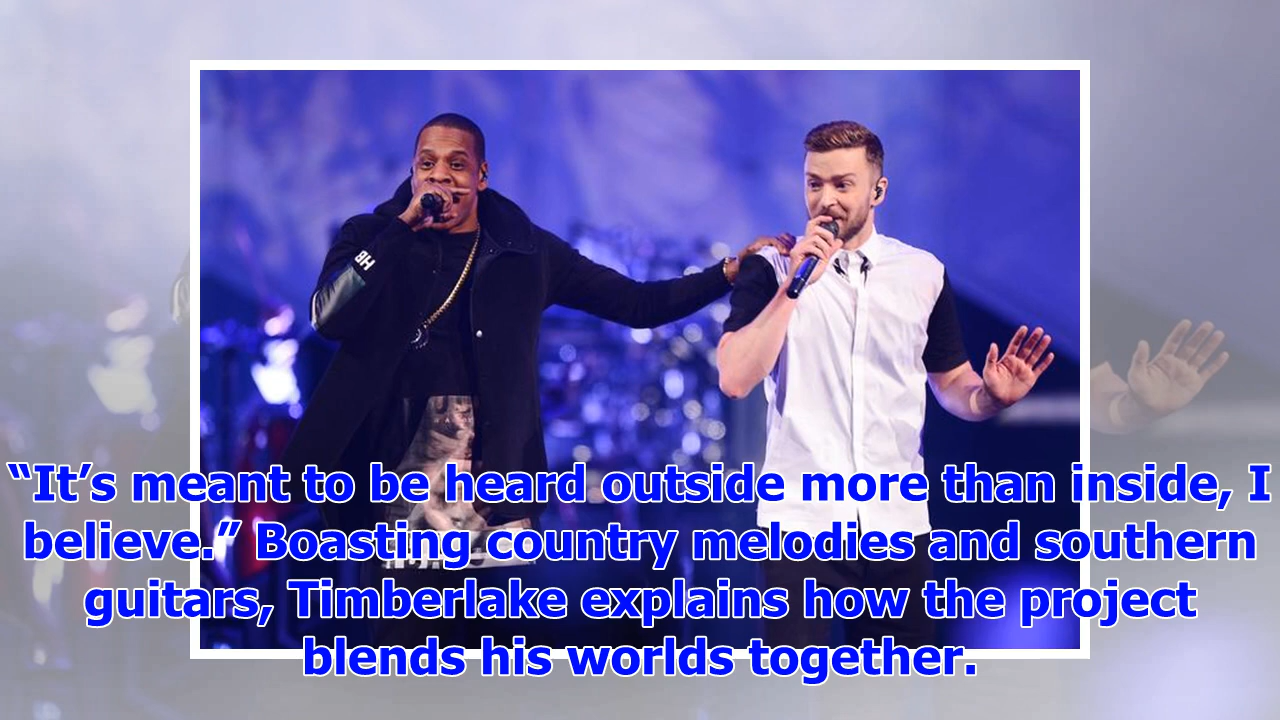 “It’s meant to be heard outside more than inside, I
believe.” Boasting country melodies and southern
guitars, Timberlake explains how the project
blends his worlds together.
HB